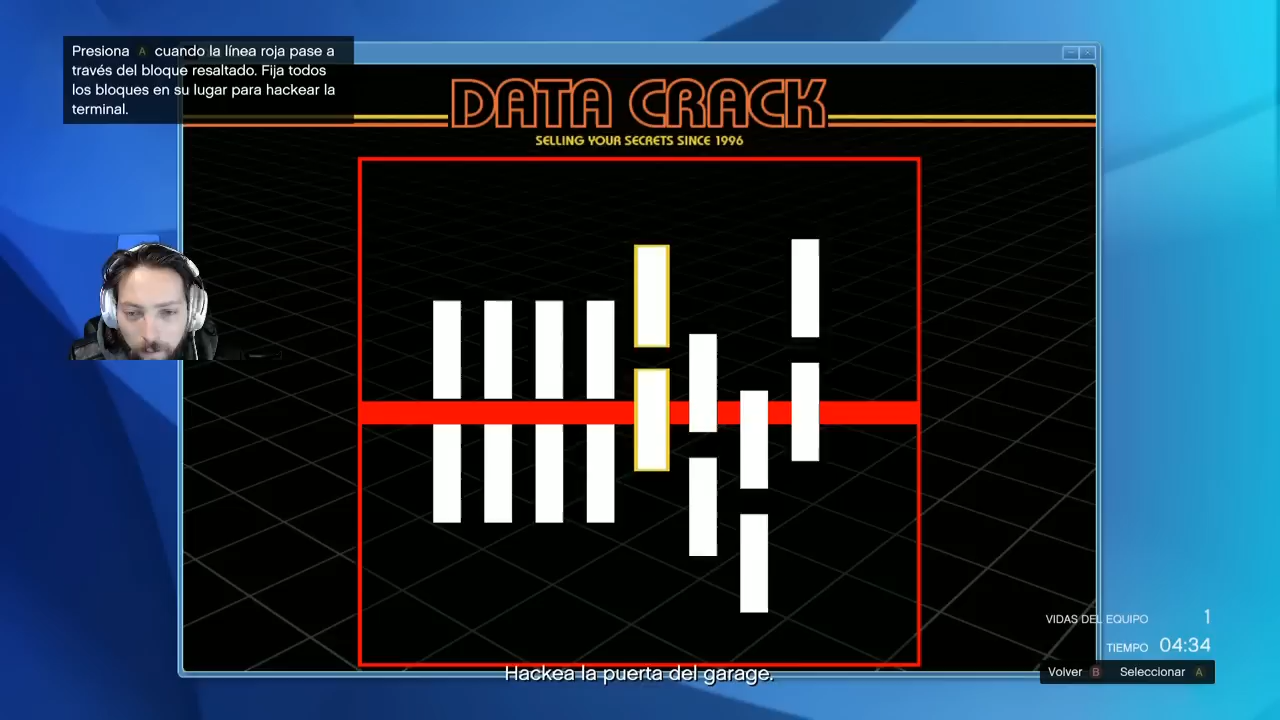 Presiona A cuando la línea roja pase a
través del bloque resaltado. Fija todos
los bloques en su lugar para hackear la
terminal.
DATA CRACK
SELLING YOUR SECRETS SINCE 1996
VIDAS DEL EQUIPO 1
TIEMPO 04:34
Volver B Seleccionar A
Hackea la puerta del garage.